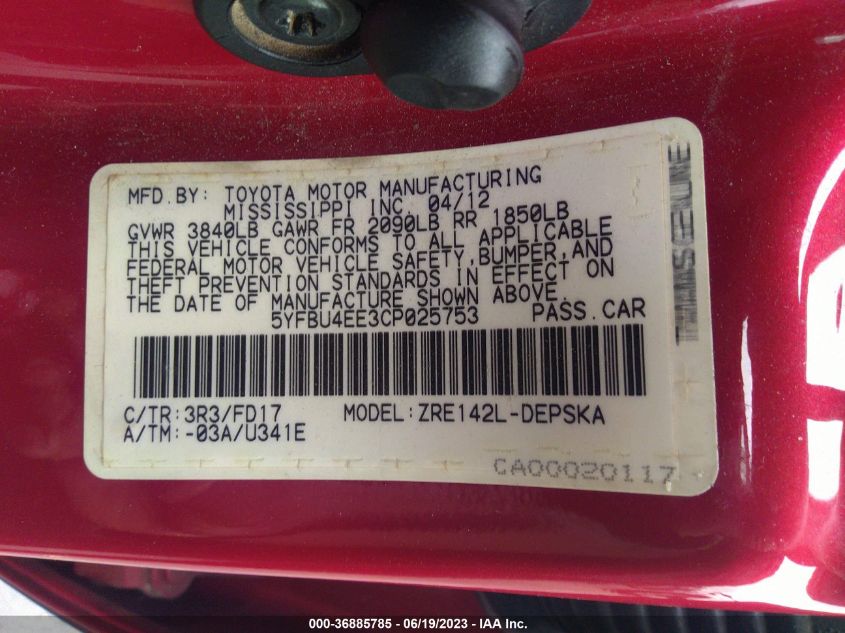 MFD. BY: TOYOTA MOTOR MANUFACTURING
MISSISSIPPI INC. 04/12
GVWR 3840LB GAWR FR 2090LB RR 1850LB
THIS VEHICLE CONFORMS TO ALL APPLICABLE
FEDERAL MOTOR VEHICLE SAFETY, BUMPER, AND
THEFT PREVENTION STANDARDS IN EFFECT ON
THE DATE OF MANUFACTURE SHOWN ABOVE.
5YFBU4EE3CP025753 PASS. CAR
C/TR: 3R3/FD17 MODEL: ZRE142L-DEPSKA
A/TM: -03A/U341E
CA00020117
000-36885785 - 06/19/2023 - IAA Inc.